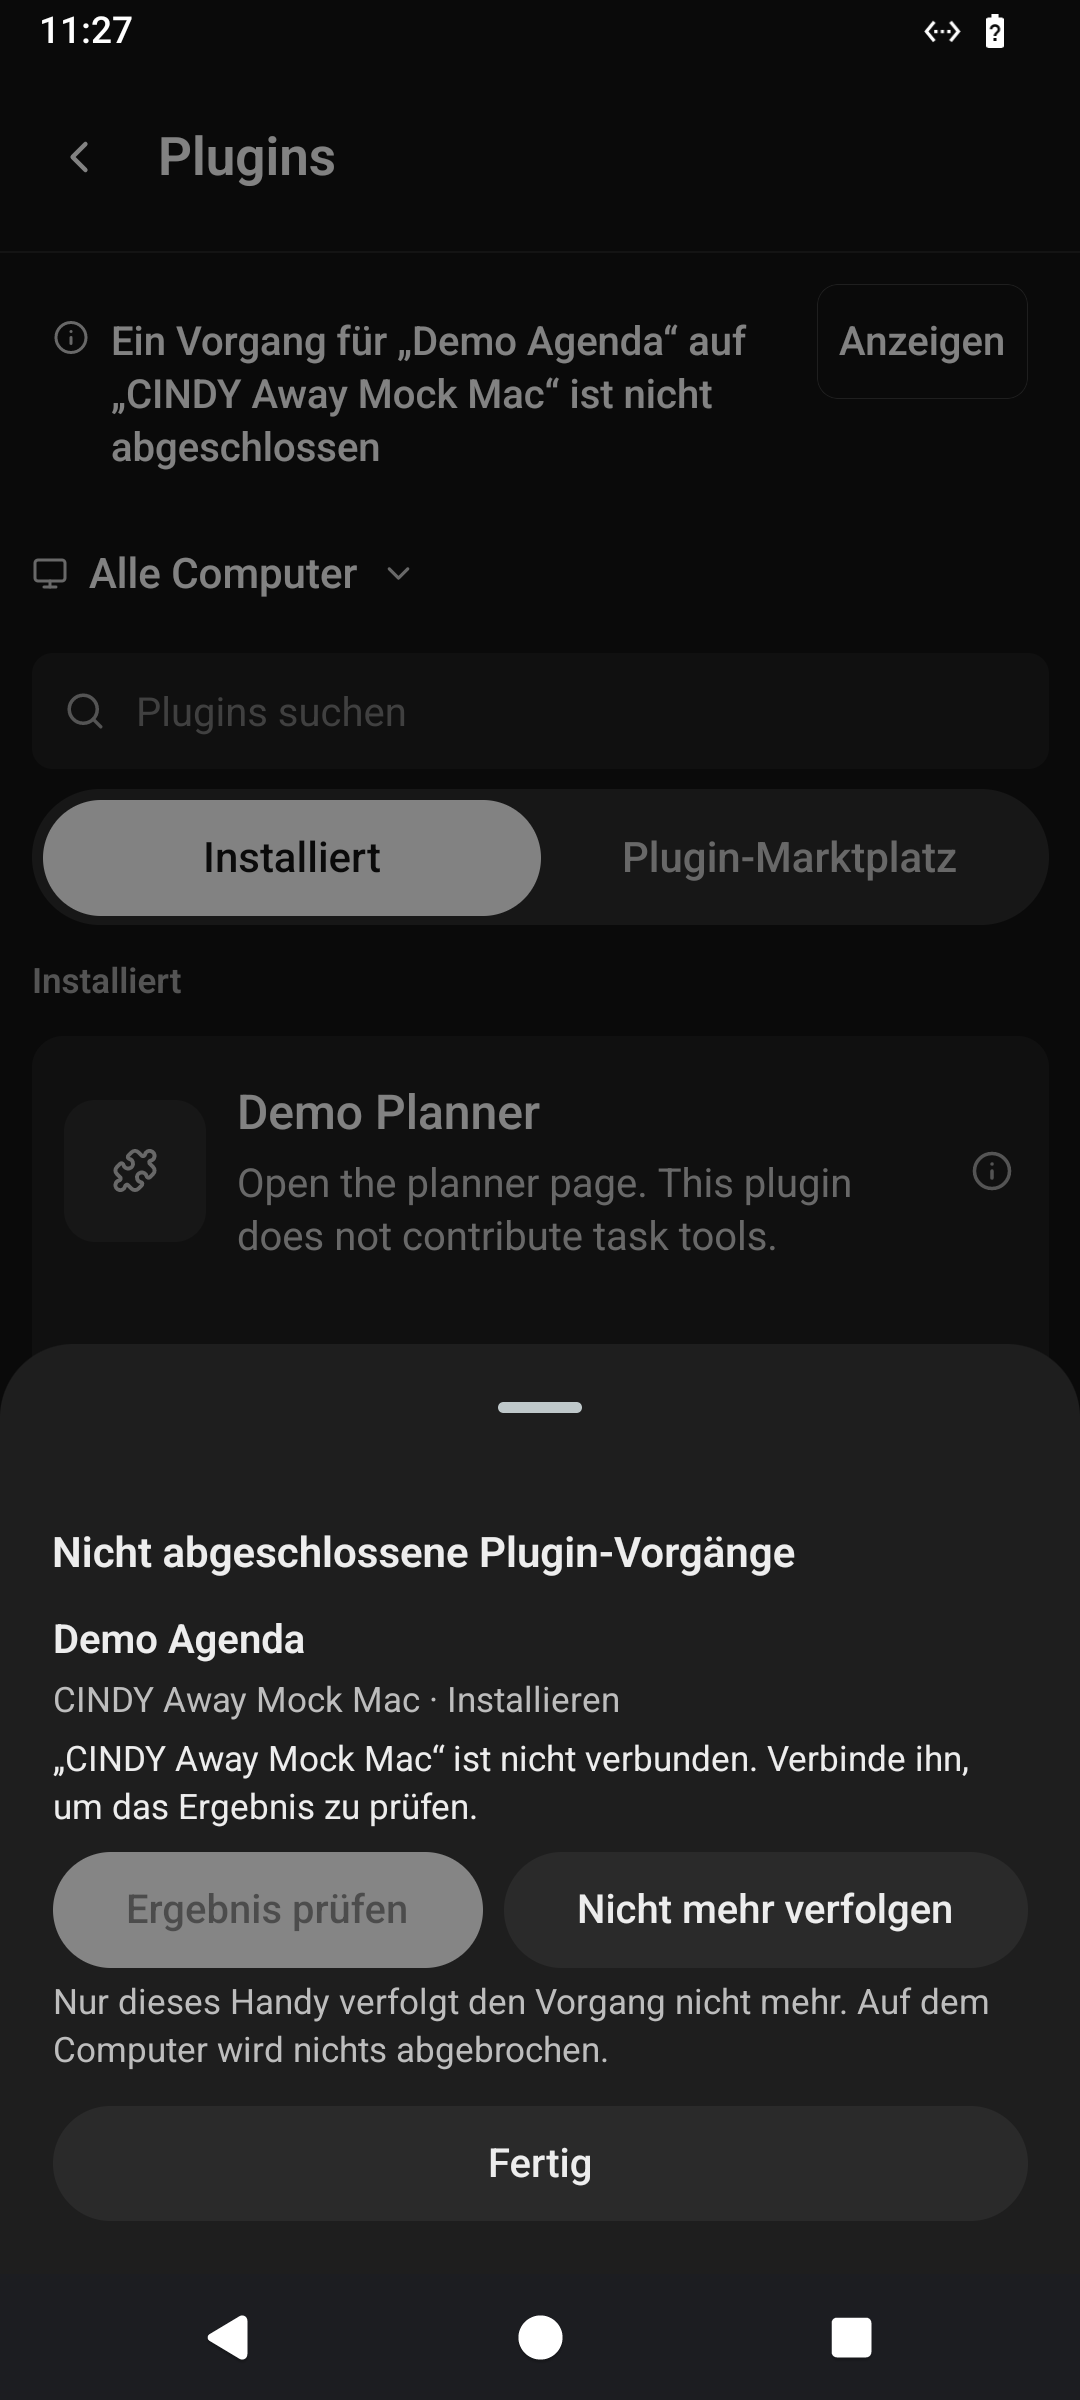 11:27
Plugins
Ein Vorgang für „Demo Agenda“ auf
„CINDY Away Mock Mac“ ist nicht
abgeschlossen
Anzeigen
Alle Computer
Plugins suchen
Installiert
Plugin-Marktplatz
Installiert
Demo Planner
Open the planner page. This plugin
does not contribute task tools.
Nicht abgeschlossene Plugin-Vorgänge
Demo Agenda
CINDY Away Mock Mac · Installieren
„CINDY Away Mock Mac“ ist nicht verbunden. Verbinde ihn,
um das Ergebnis zu prüfen.
Ergebnis prüfen
Nicht mehr verfolgen
Nur dieses Handy verfolgt den Vorgang nicht mehr. Auf dem
Computer wird nichts abgebrochen.
Fertig